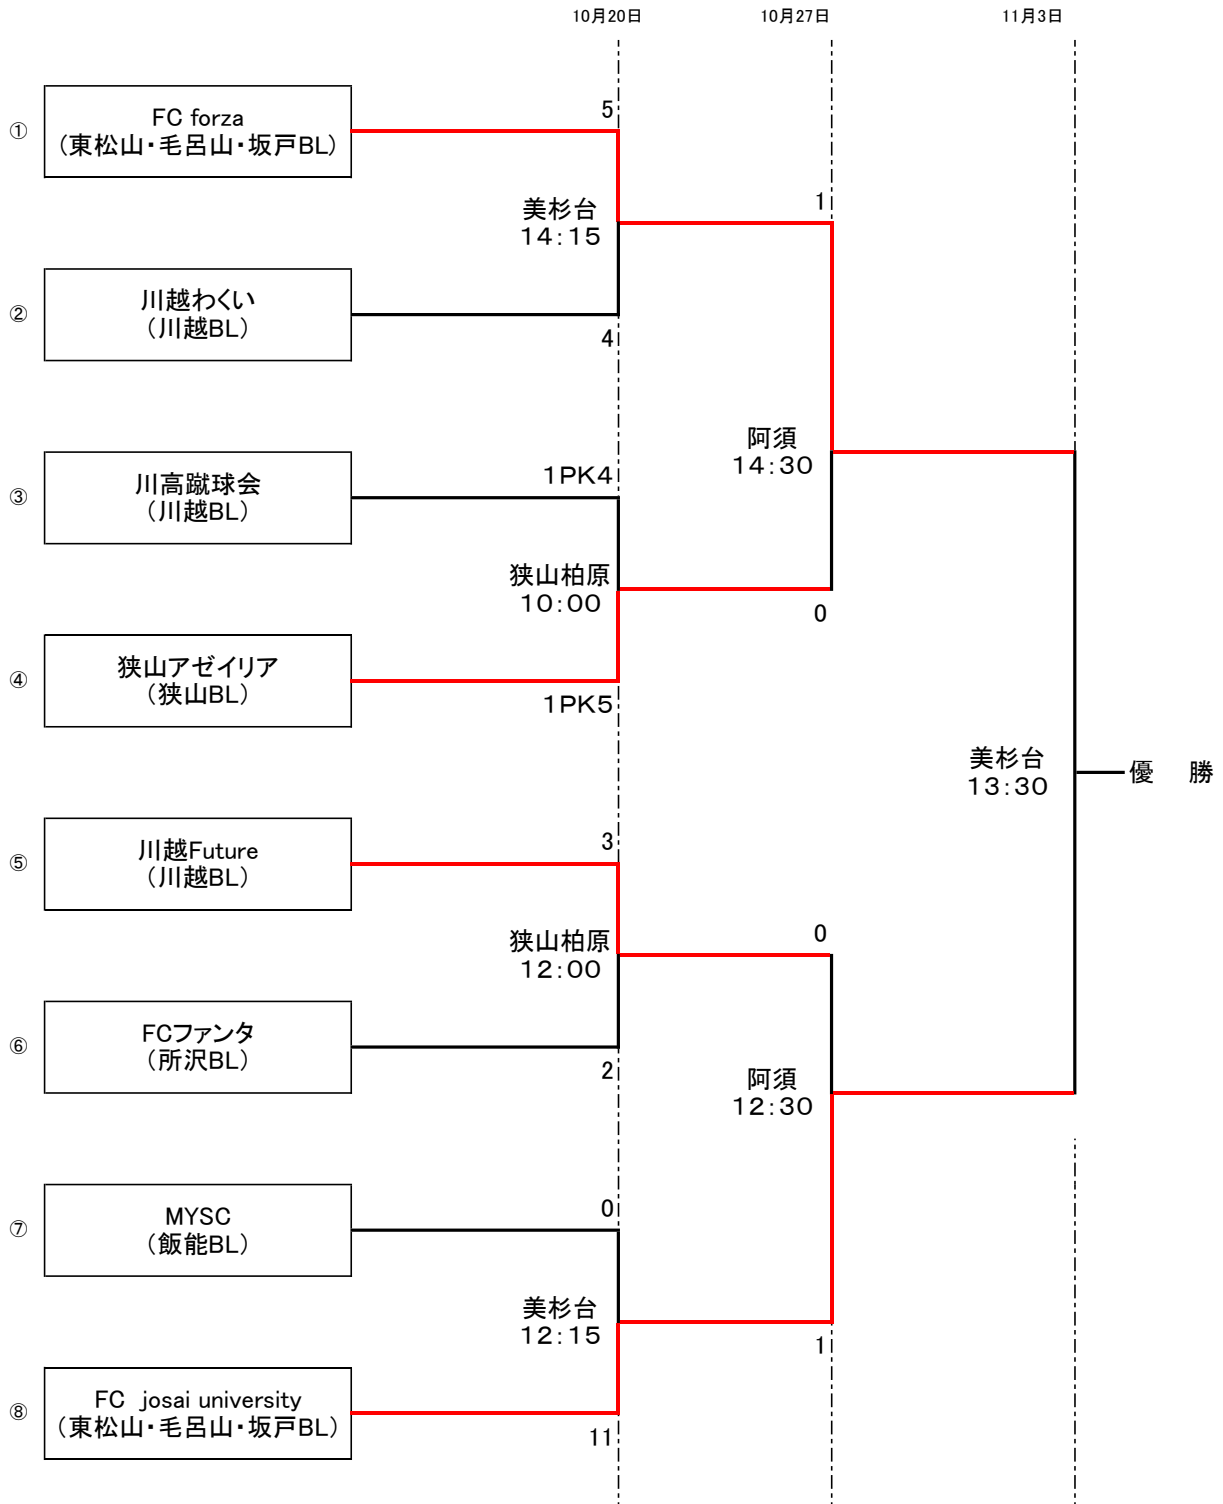 10月20日
10月27日
11月3日
①
FC forza
（東松山・毛呂山・坂戸BL）
5
美杉台
14：15
1
②
川越わくい
（川越BL）
4
③
川高蹴球会
（川越BL）
1PK4
阿須
14：30
狭山柏原
10：00
0
④
狭山アゼイリア
（狭山BL）
1PK5
美杉台
13：30
優　勝
⑤
川越Future
（川越BL）
3
狭山柏原
12：00
0
⑥
FCファンタ
（所沢BL）
2
阿須
12：30
⑦
MYSC
（飯能BL）
0
美杉台
12：15
1
⑧
FC josai university
（東松山・毛呂山・坂戸BL）
11